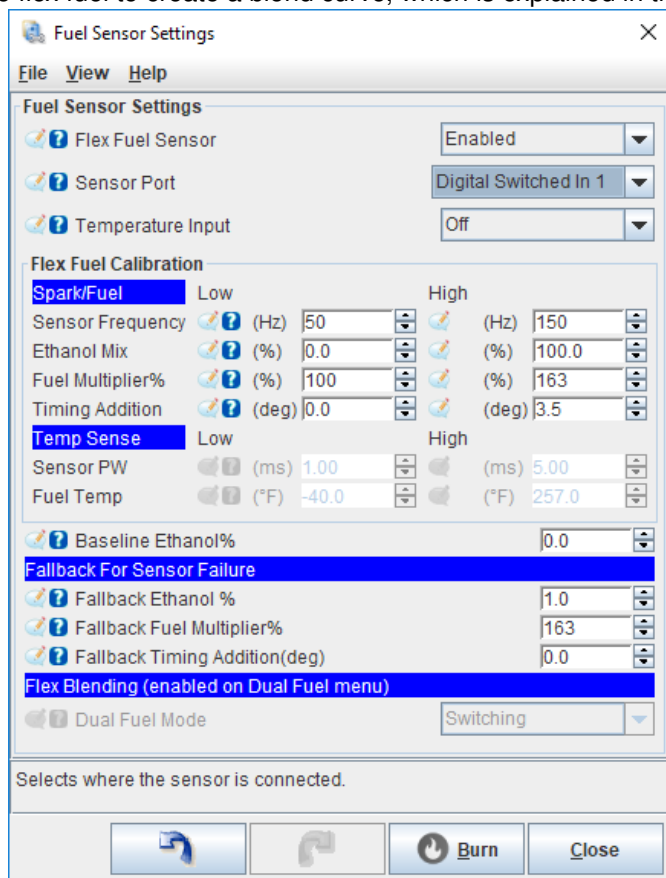 Fuel Sensor Settings
File View Help
Fuel Sensor Settings
Flex Fuel Sensor Enabled
Sensor Port Digital Switched In 1
Temperature Input Off
Flex Fuel Calibration
Spark/Fuel Low High
Sensor Frequency (Hz) 50 (Hz) 150
Ethanol Mix (%) 0.0 (%) 100.0
Fuel Multiplier% (%) 100 (%) 163
Timing Addition (deg) 0.0 (deg) 3.5
Temp Sense Low High
Sensor PW (ms) 1.00 (ms) 5.00
Fuel Temp (°F) -40.0 (°F) 257.0
Baseline Ethanol% 0.0
Fallback For Sensor Failure
Fallback Ethanol % 1.0
Fallback Fuel Multiplier% 163
Fallback Timing Addition(deg) 0.0
Flex Blending (enabled on Dual Fuel menu)
Dual Fuel Mode Switching
Selects where the sensor is connected.
Burn Close